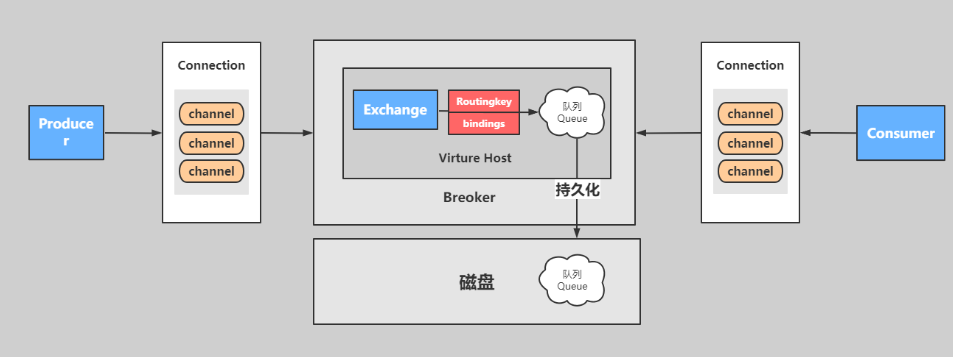 Produce
r
Connection
channel
channel
channel
Exchange
Routingkey
bindings
队列
Queue
Virture Host
Breoker
持久化
磁盘
队列
Queue
Connection
channel
channel
channel
Consumer